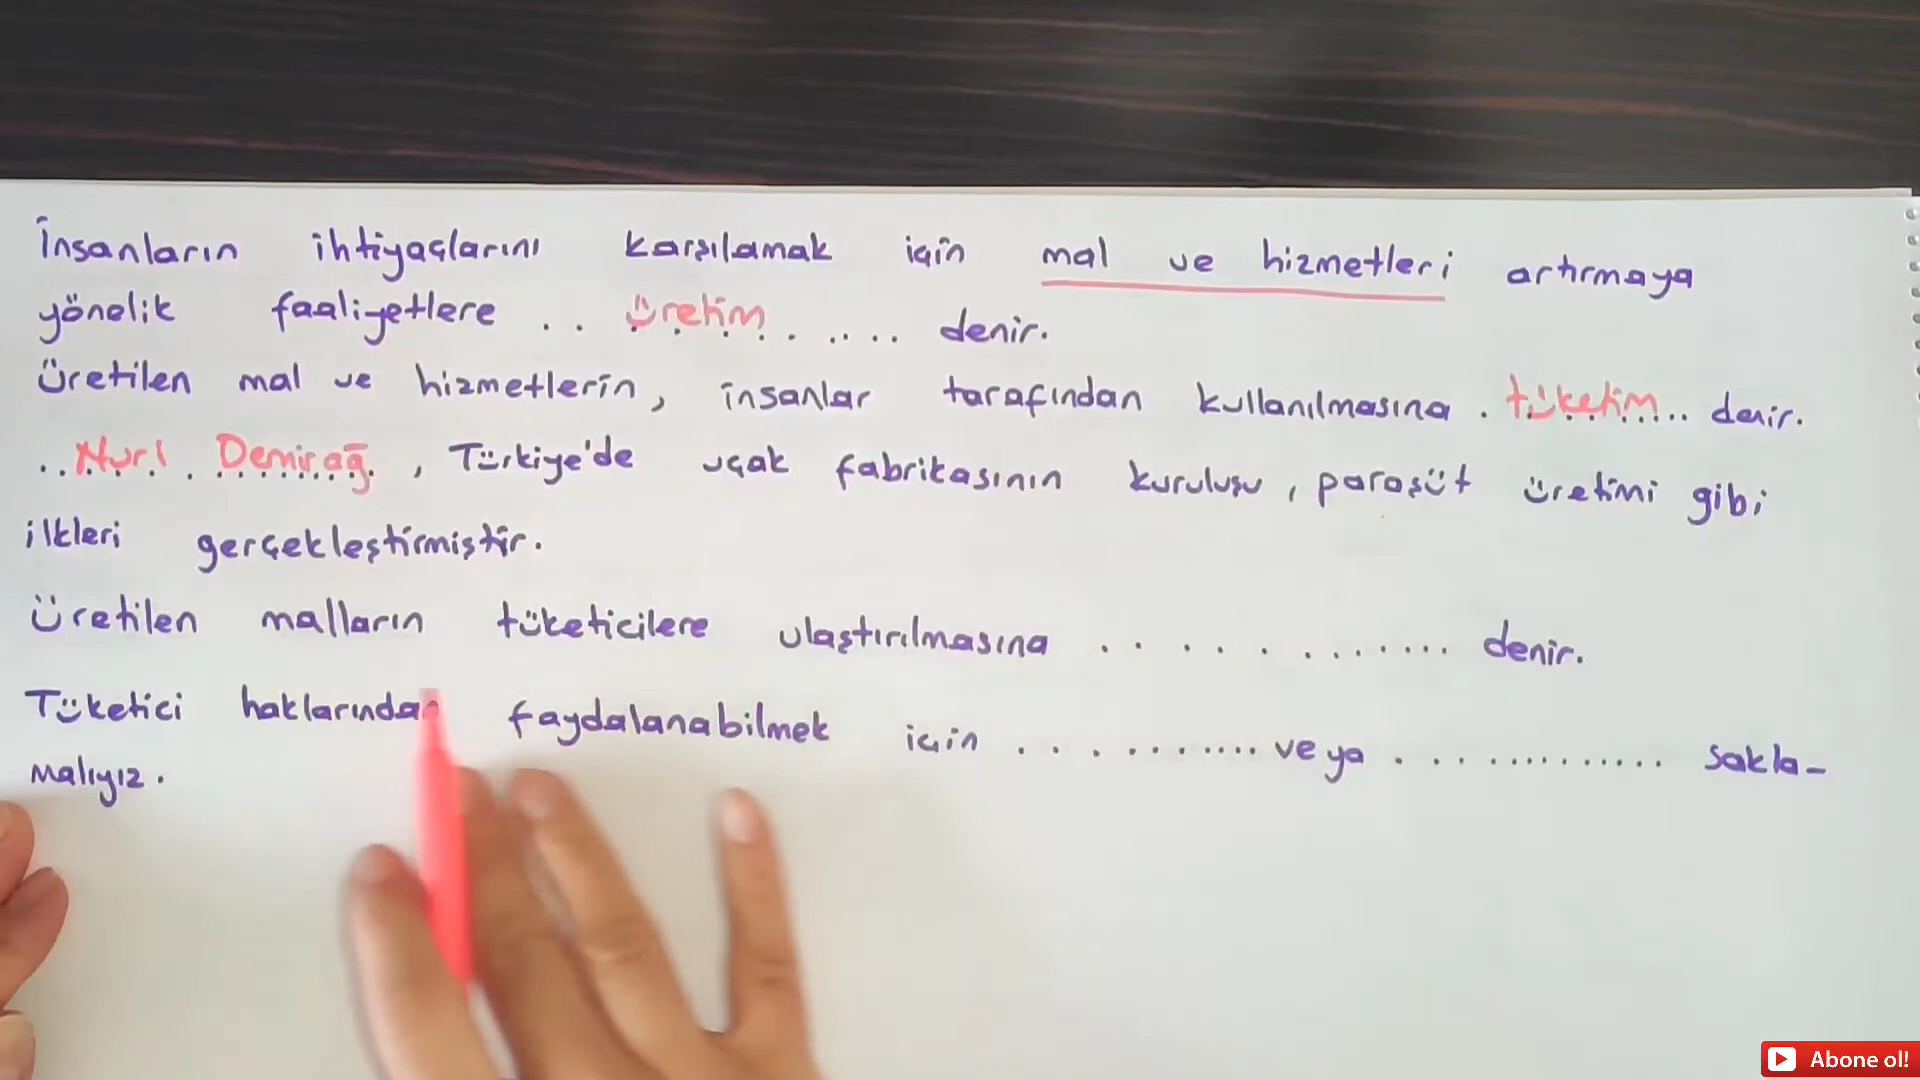 İnsanların ihtiyaçlarını karşılamak için mal ve hizmetleri artırmaya
yönelik faaliyetlere .. üretim ..... denir.
üretilen mal ve hizmetlerin, insanlar tarafından kullanılmasına . tüketim .. denir.
.. Nuri . Demirağ. , Türkiye'de uçak fabrikasının kuruluşu, paraşüt üretimi gibi
ilkleri gerçekleştirmiştir.
Üretilen malların tüketicilere ulaştırılmasına ............ denir.
Tüketici haklarından faydalanabilmek için .......... veya ............ sakla-
malıyız.
Abone ol!